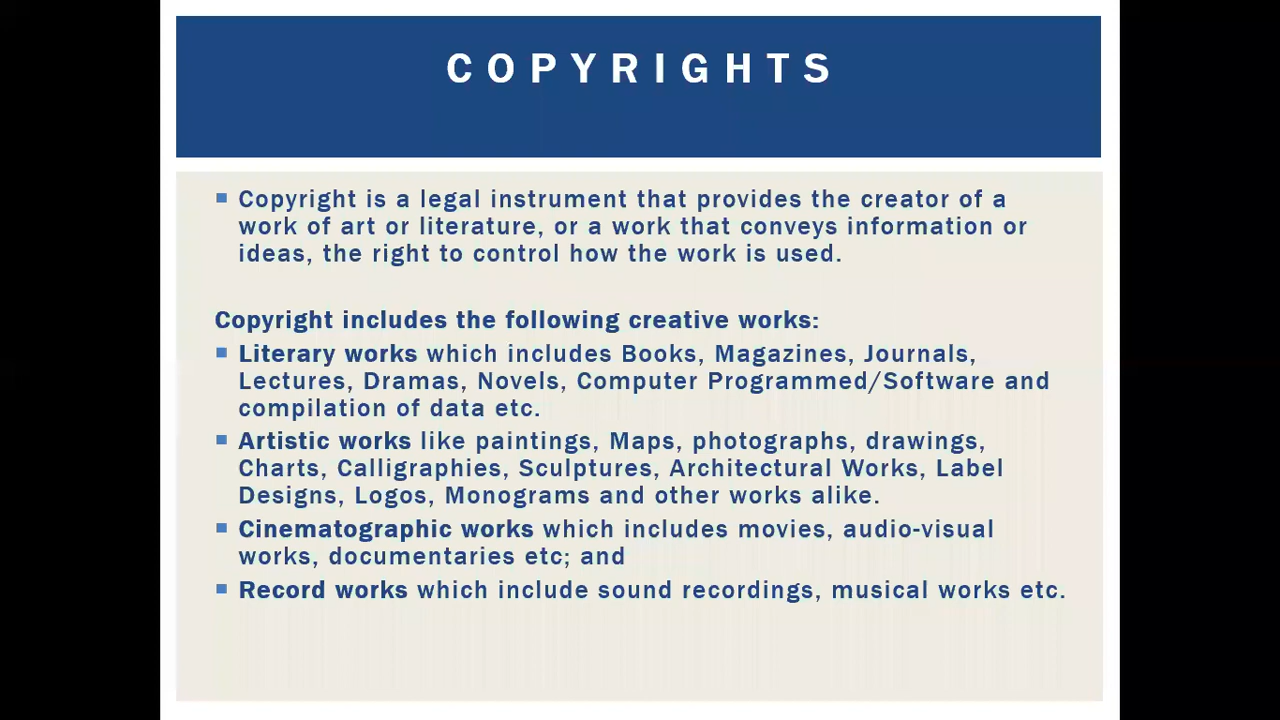 COPYRIGHTS
Copyright is a legal instrument that provides the creator of a
work of art or literature, or a work that conveys information or
ideas, the right to control how the work is used.
Copyright includes the following creative works:
Literary works which includes Books, Magazines, Journals,
Lectures, Dramas, Novels, Computer Programmed/Software and
compilation of data etc.
Artistic works like paintings, Maps, photographs, drawings,
Charts, Calligraphies, Sculptures, Architectural Works, Label
Designs, Logos, Monograms and other works alike.
Cinematographic works which includes movies, audio-visual
works, documentaries etc; and
Record works which include sound recordings, musical works etc.